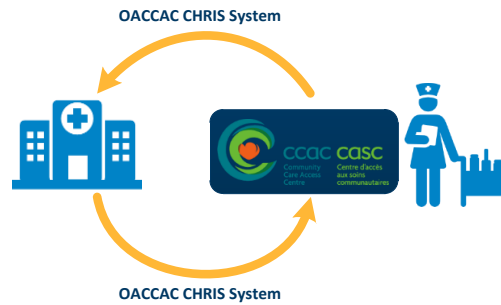 OACCAC CHRIS System
ccac casc
Community Centre d'accès
Care Access aux soins
Centre communautaires
OACCAC CHRIS System